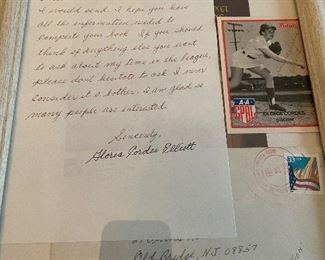 I would send. I hope you have
all the information needed to
complete your book. If you should
think of anything else you want
to ask about my time in the league,
please don't hesitate to ask. I never
consider it a bother. I am glad so
many people are interested
Sincerely,
Gloria Cordes Elliott
AA
GPBL
GLORIA CORDES
pitcher
33
Old Bridge, N.J. 08857